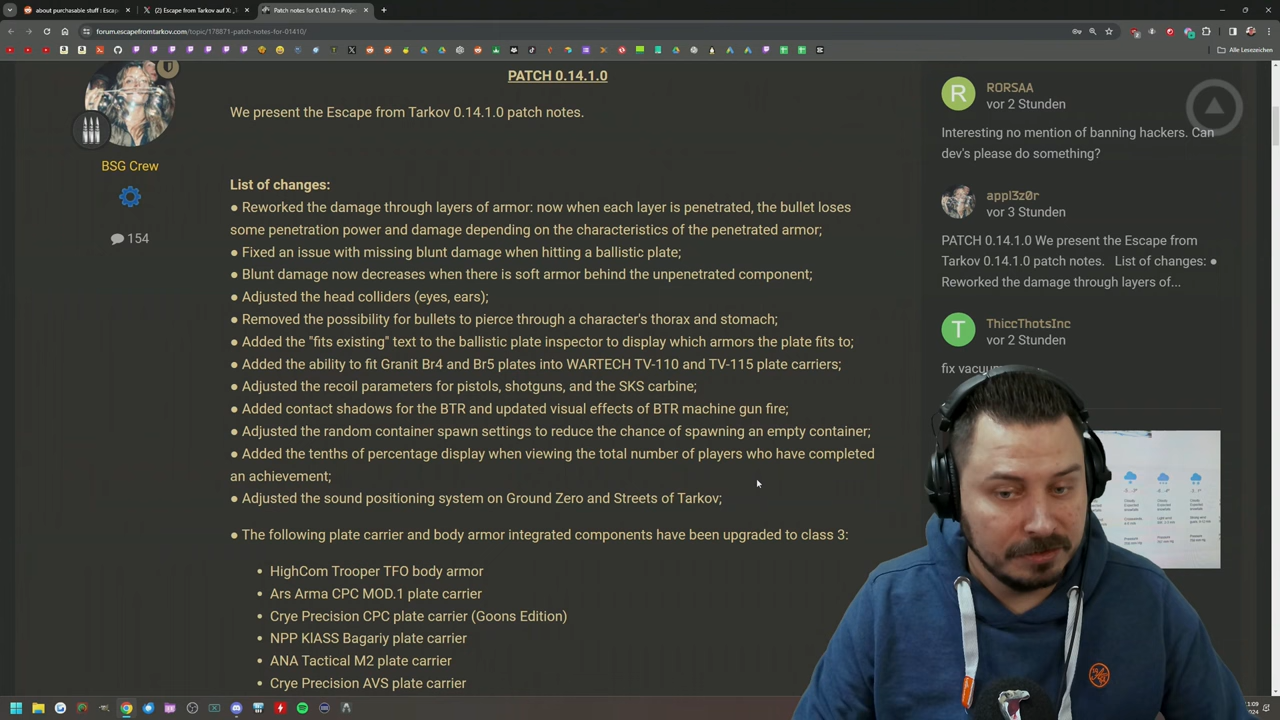 about purchasable stuff : Escap
(2) Escape from Tarkov auf X:
Patch notes for 0.14.1.0 - Proje
forum.escapefromtarkov.com/topic/178871-patch-notes-for-01410/
Alle Lesezeichen
PATCH 0.14.1.0
We present the Escape from Tarkov 0.14.1.0 patch notes.
BSG Crew
154
List of changes:
● Reworked the damage through layers of armor: now when each layer is penetrated, the bullet loses
some penetration power and damage depending on the characteristics of the penetrated armor;
● Fixed an issue with missing blunt damage when hitting a ballistic plate;
● Blunt damage now decreases when there is soft armor behind the unpenetrated component;
● Adjusted the head colliders (eyes, ears);
● Removed the possibility for bullets to pierce through a character's thorax and stomach;
● Added the "fits existing" text to the ballistic plate inspector to display which armors the plate fits to;
● Added the ability to fit Granit Br4 and Br5 plates into WARTECH TV-110 and TV-115 plate carriers;
● Adjusted the recoil parameters for pistols, shotguns, and the SKS carbine;
● Added contact shadows for the BTR and updated visual effects of BTR machine gun fire;
● Adjusted the random container spawn settings to reduce the chance of spawning an empty container;
● Added the tenths of percentage display when viewing the total number of players who have completed
an achievement;
● Adjusted the sound positioning system on Ground Zero and Streets of Tarkov;
● The following plate carrier and body armor integrated components have been upgraded to class 3:
• HighCom Trooper TFO body armor
• Ars Arma CPC MOD.1 plate carrier
• Crye Precision CPC plate carrier (Goons Edition)
• NPP KlASS Bagariy plate carrier
• ANA Tactical M2 plate carrier
• Crye Precision AVS plate carrier
R
RORSAA
vor 2 Stunden
Interesting no mention of banning hackers. Can
dev's please do something?
appl3z0r
vor 3 Stunden
PATCH 0.14.1.0 We present the Escape from
Tarkov 0.14.1.0 patch notes. List of changes: ●
Reworked the damage through layers of...
T
ThiccThotsInc
vor 2 Stunden
fix vacuum